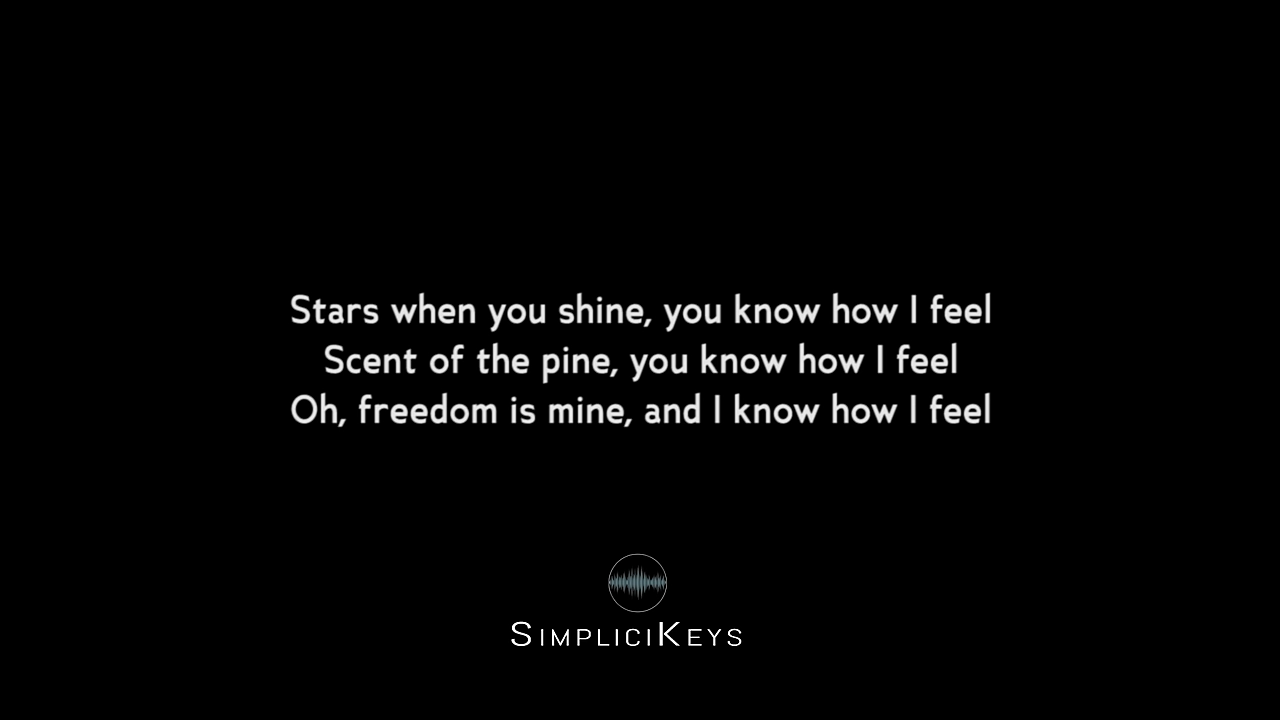 Stars when you shine, you know how I feel
Scent of the pine, you know how I feel
Oh, freedom is mine, and I know how I feel
SIMPLICIKEYS